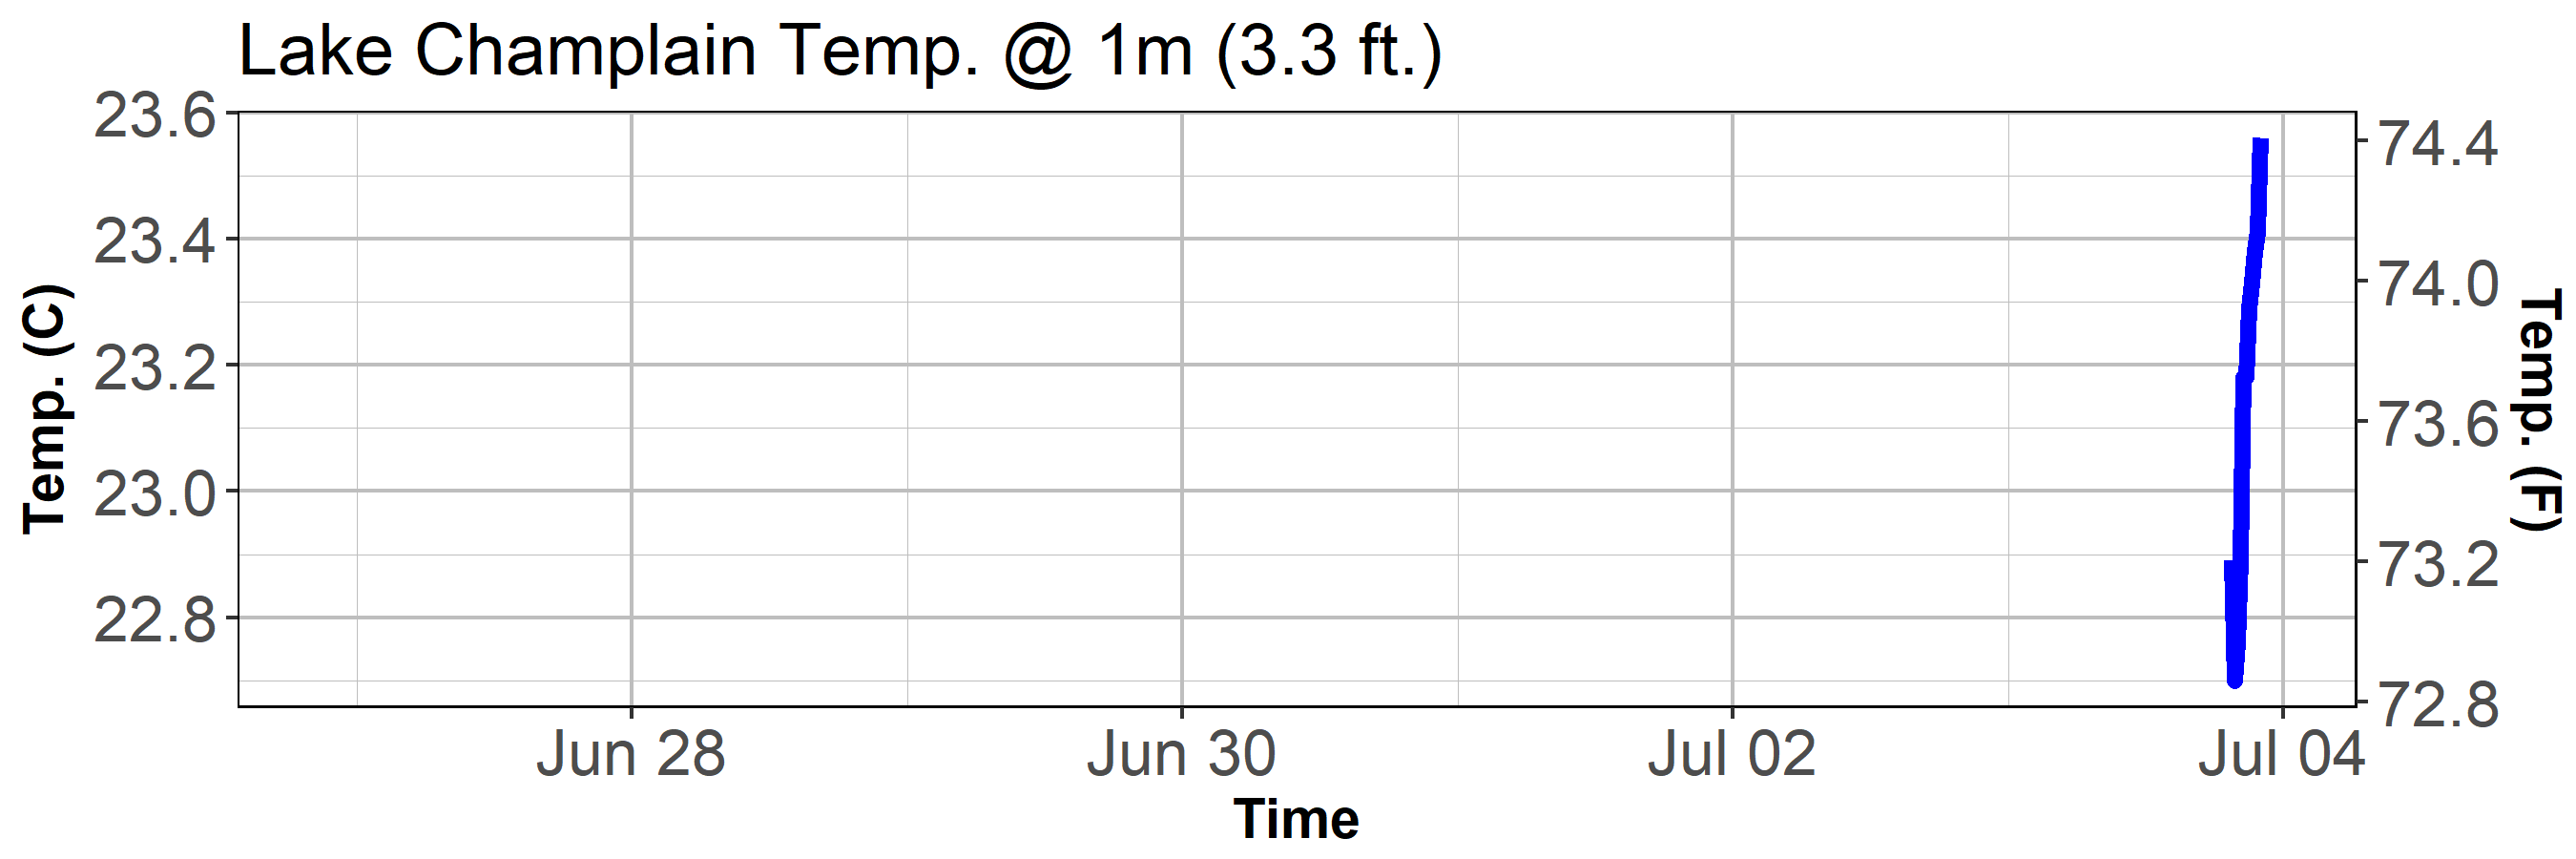 Lake Champlain Temp. @ 1m (3.3 ft.)
Temp. (C)
23.6
23.4
23.2
23.0
22.8
74.4
74.0
73.6
73.2
72.8
Temp. (F)
Jun 28
Jun 30
Jul 02
Jul 04
Time